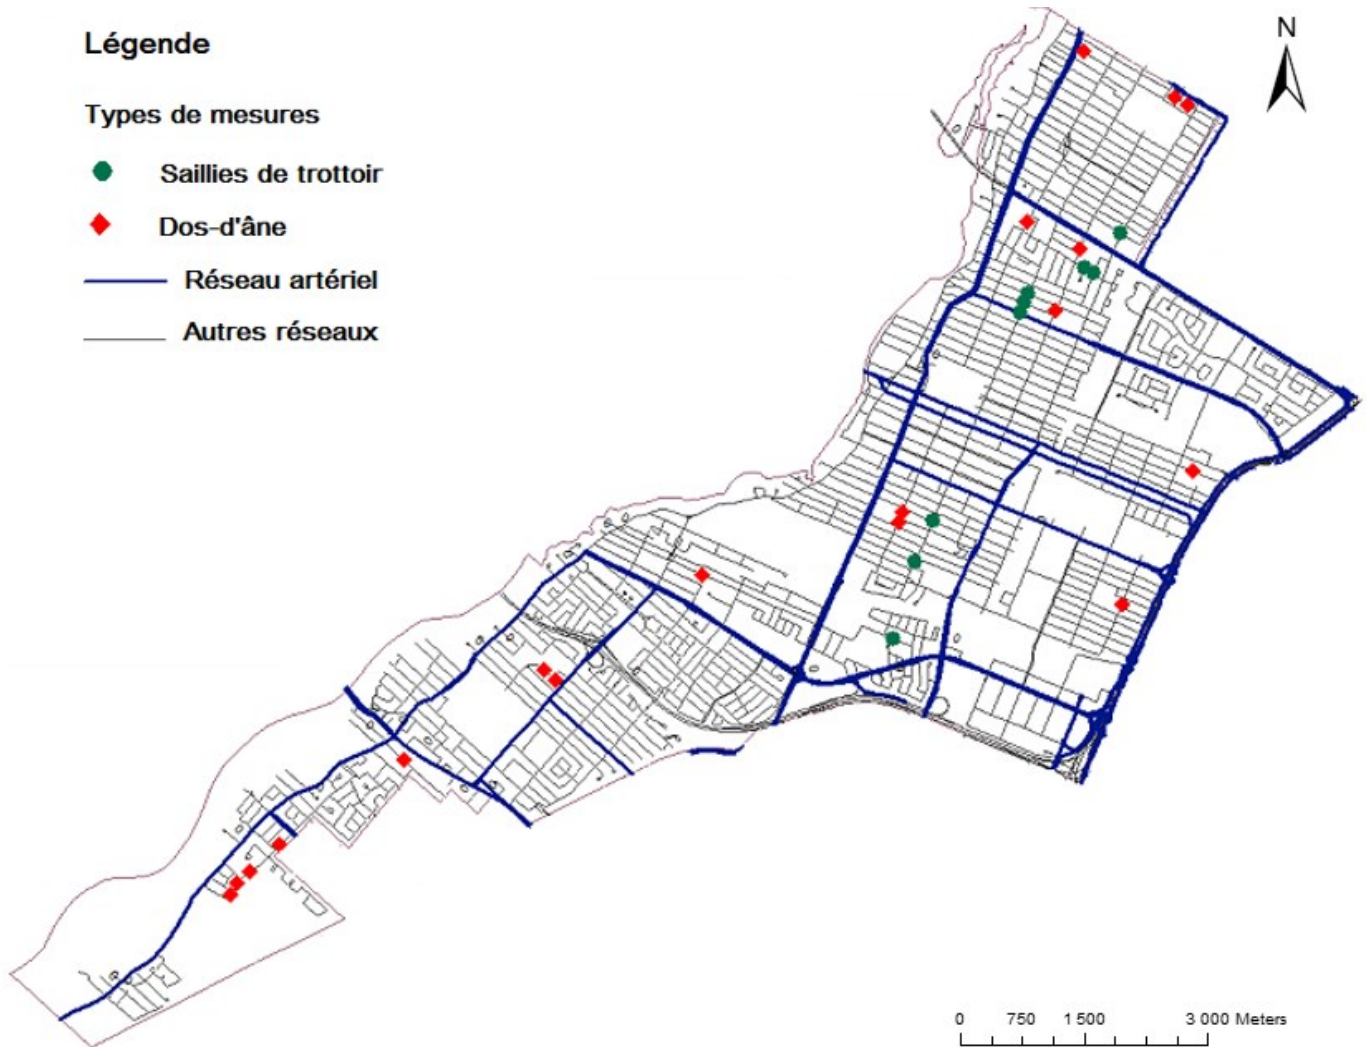 Légende
Types de mesures
Saillies de trottoir
Dos-d'âne
Réseau artériel
Autres réseaux
N
0 750 1 500 3 000 Meters